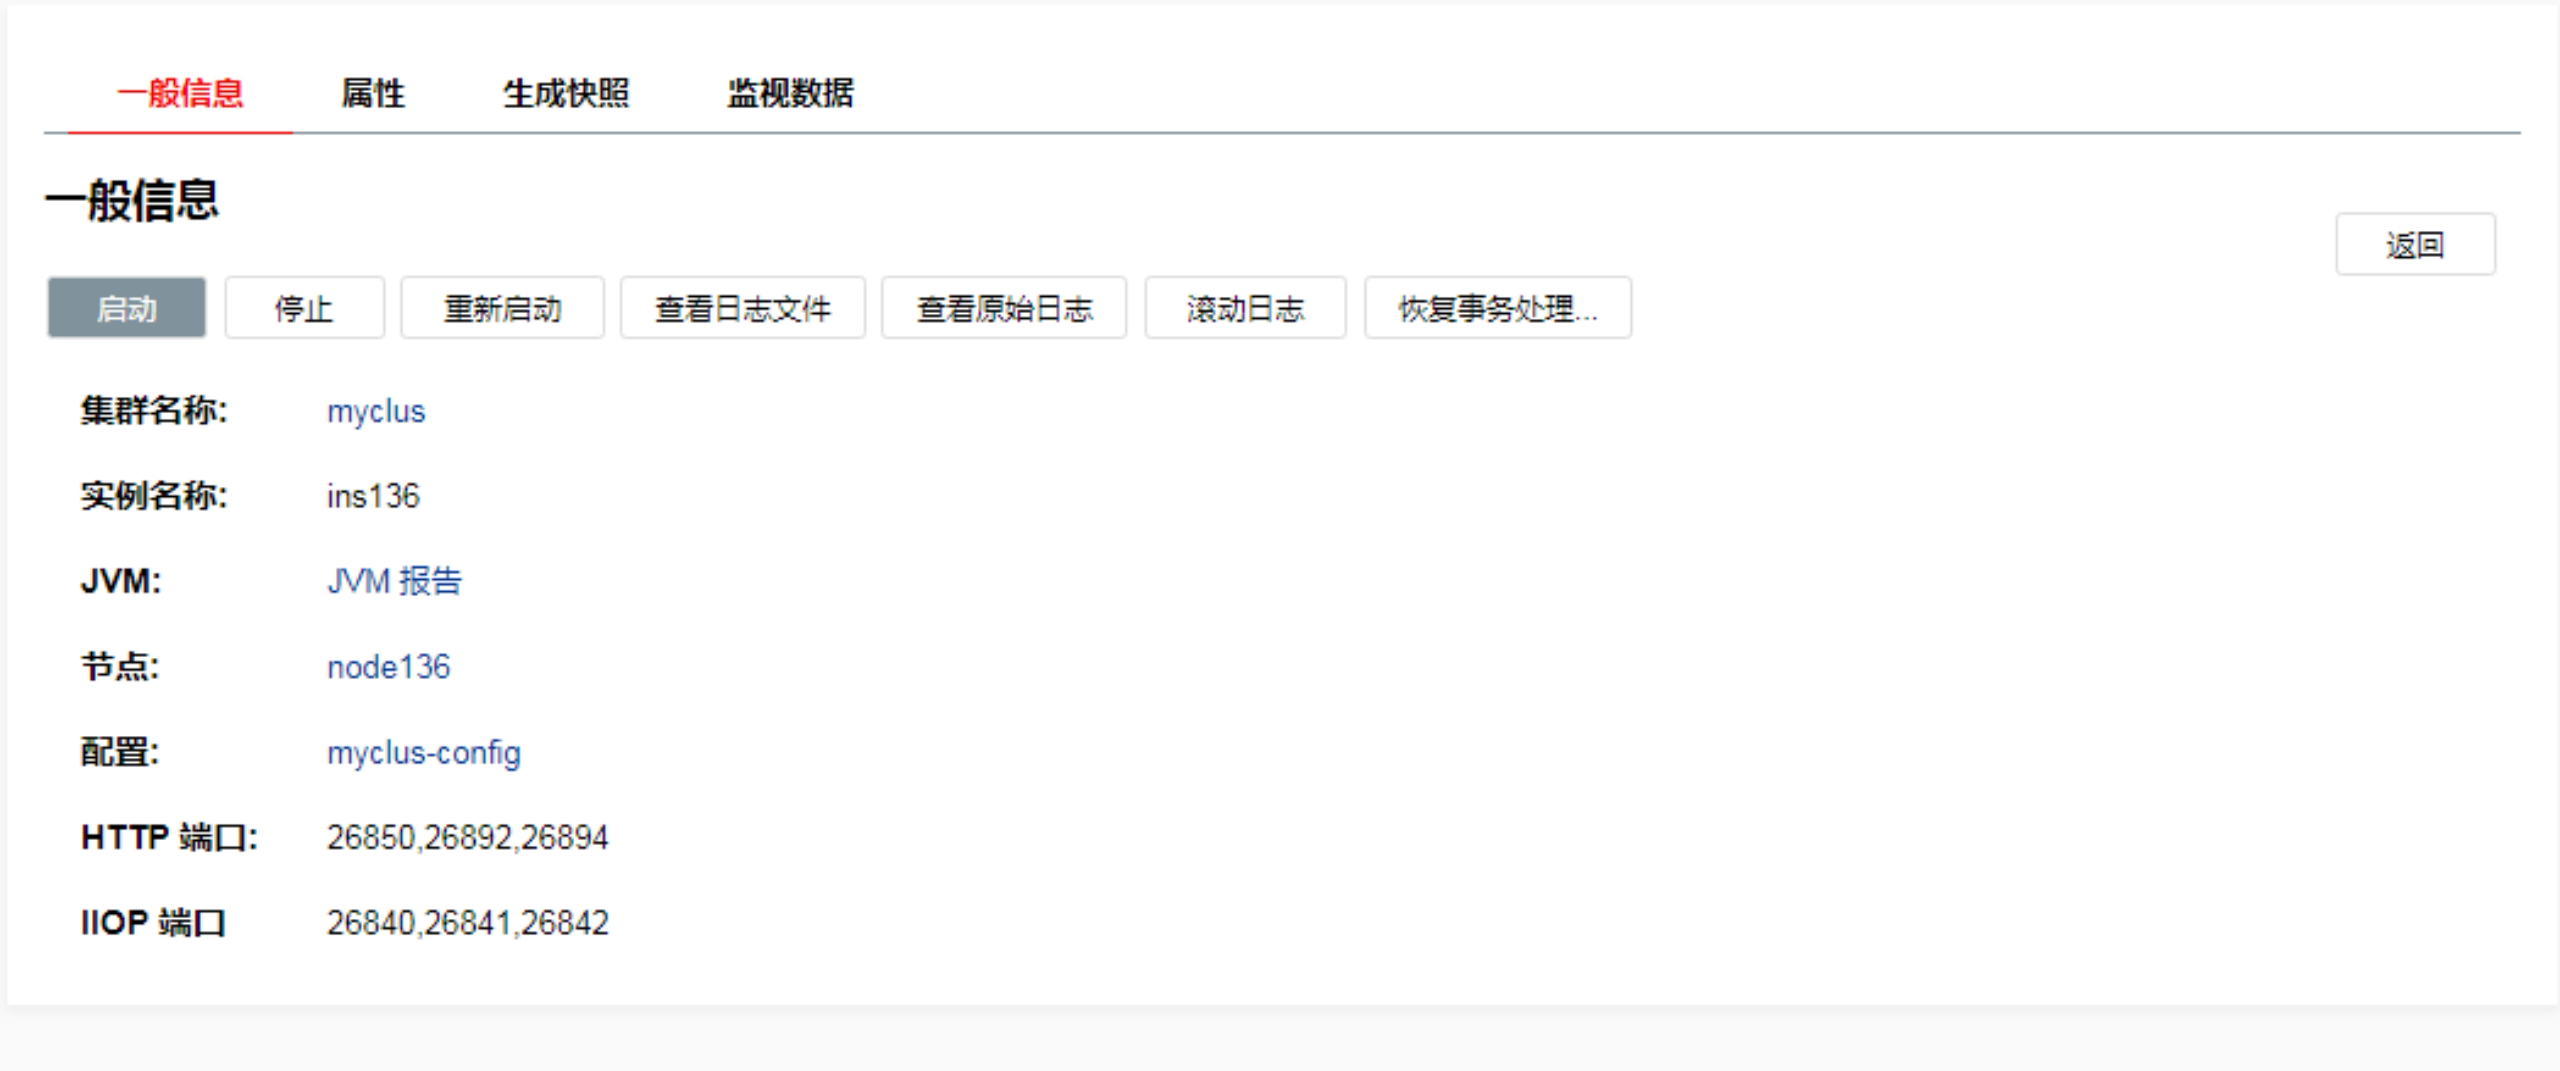 一般信息 属性 生成快照 监视数据
一般信息
返回
启动 停止 重新启动 查看日志文件 查看原始日志 滚动日志 恢复事务处理...
集群名称: myclus
实例名称: ins136
JVM: JVM 报告
节点: node136
配置: myclus-config
HTTP 端口: 26850,26892,26894
IIOP 端口 26840,26841,26842